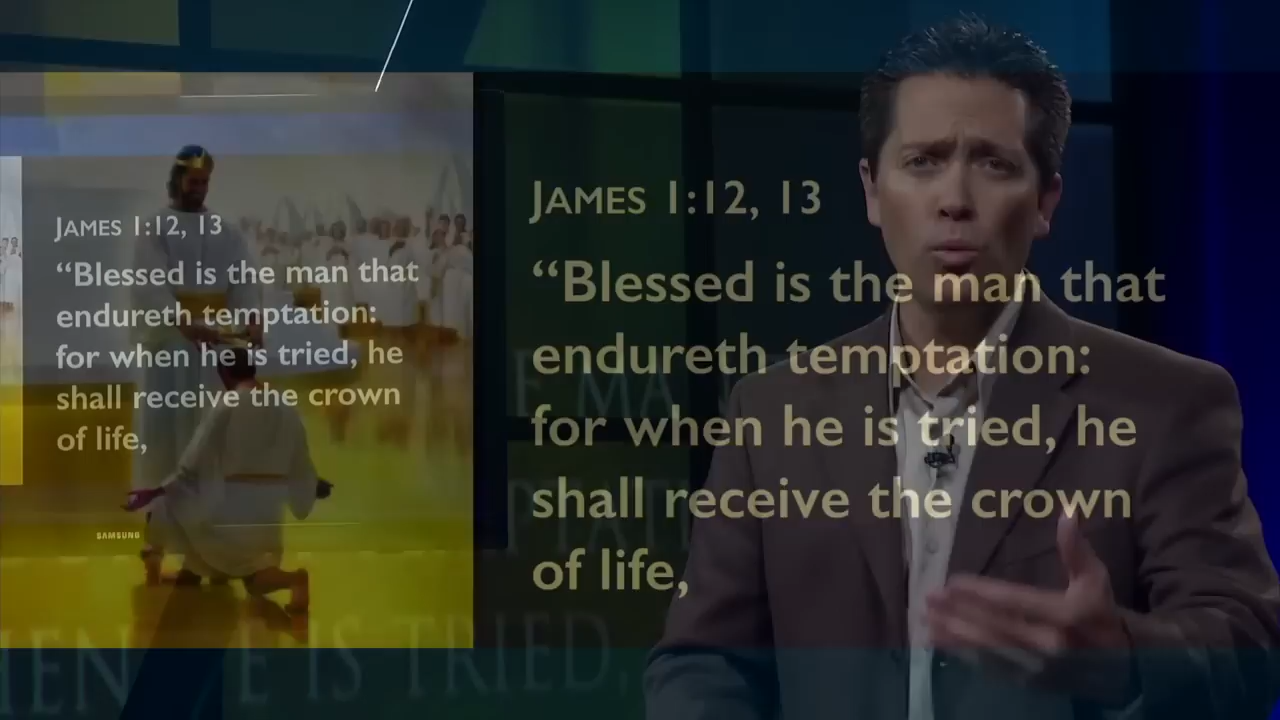 James 1:12, 13
“Blessed is the man that
endureth temptation:
for when he is tried, he
shall receive the crown
of life,
SAMSUNG
James 1:12, 13
“Blessed is the man that
endureth temptation:
for when he is tried, he
shall receive the crown
of life,
E IS TRIED,